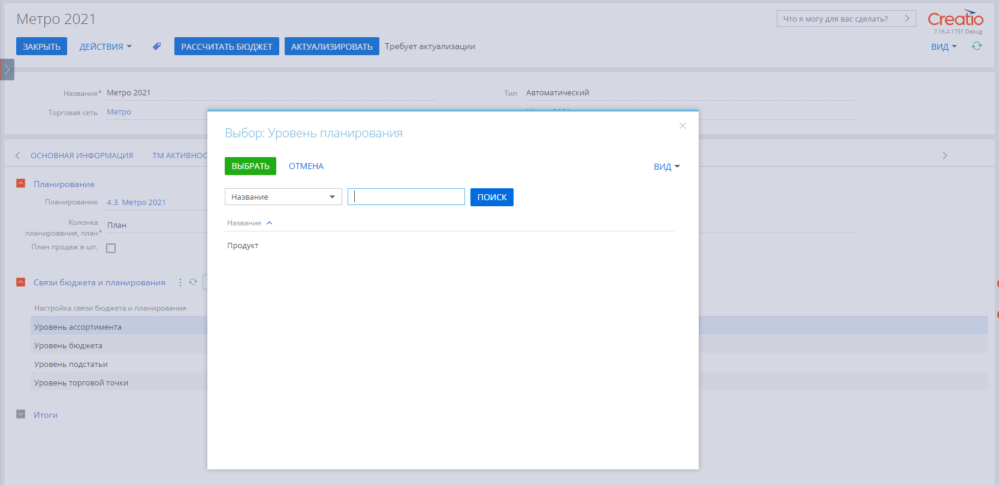 Метро 2021
Что я могу для вас сделать?
Creatio
7.16.4.1731 Debug
ЗАКРЫТЬ
ДЕЙСТВИЯ
РАССЧИТАТЬ БЮДЖЕТ
АКТУАЛИЗИРОВАТЬ
Требует актуализации
ВИД
Название*
Метро 2021
Тип
Автоматический
Торговая сеть
Метро
ОСНОВНАЯ ИНФОРМАЦИЯ
ТМ АКТИВНОС
Планирование
Планирование
4.3. Метро 2021
Колонка
планирования, план*
План
План продаж в шт.
Связи бюджета и планирования
Настройка связи бюджета и планирования
Уровень ассортимента
Уровень бюджета
Уровень подстатьи
Уровень торговой точки
Итоги
Выбор: Уровень планирования
ВЫБРАТЬ
ОТМЕНА
ВИД
Название
ПОИСК
Название
Продукт